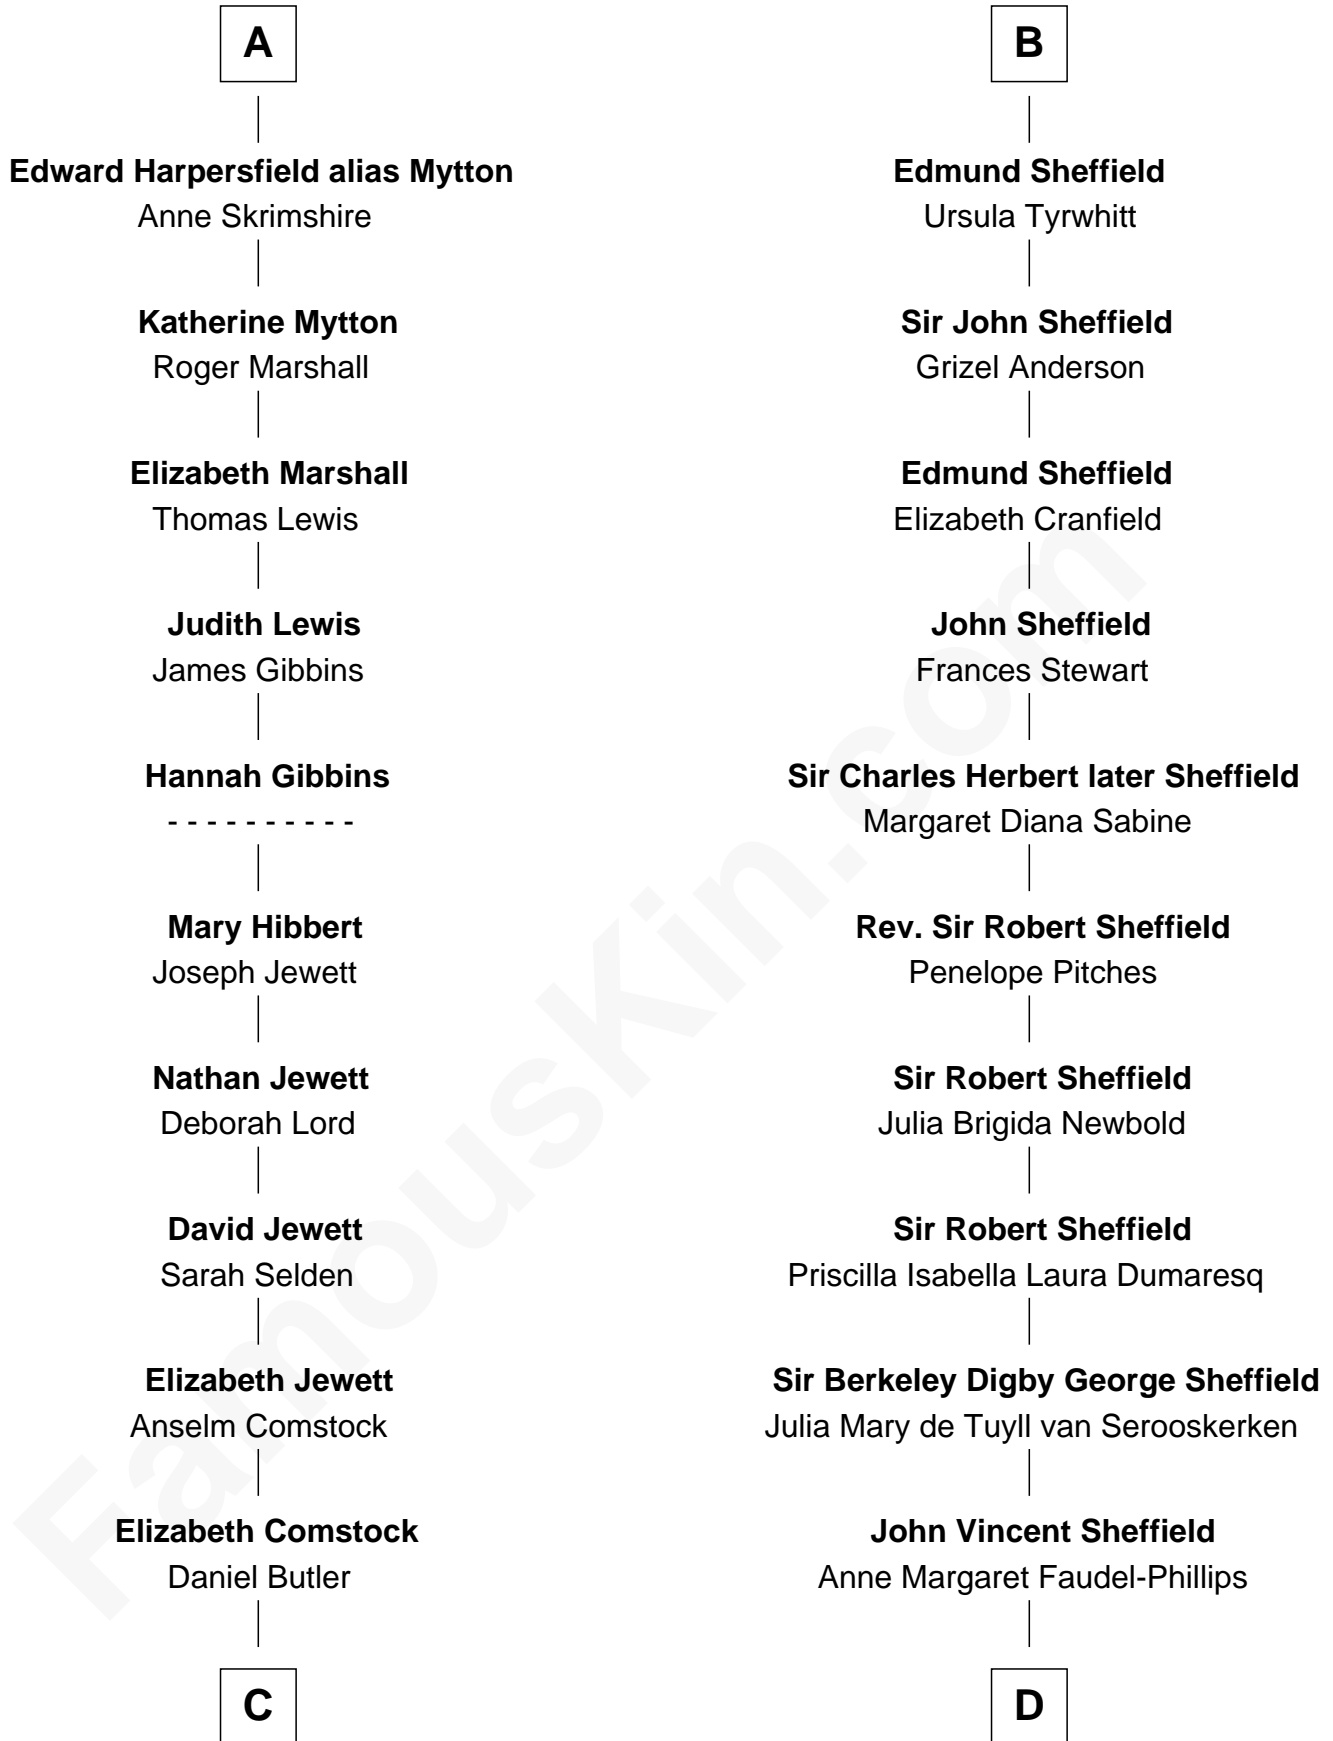 A
Edward Harpersfield alias Mytton
Anne Skrimshire
Katherine Mytton
Roger Marshall
Elizabeth Marshall
Thomas Lewis
Judith Lewis
James Gibbins
Hannah Gibbins
- - - - - - - - - -
Mary Hibbert
Joseph Jewett
Nathan Jewett
Deborah Lord
David Jewett
Sarah Selden
Elizabeth Jewett
Anselm Comstock
Elizabeth Comstock
Daniel Butler
C
B
Edmund Sheffield
Ursula Tyrwhitt
Sir John Sheffield
Grizel Anderson
Edmund Sheffield
Elizabeth Cranfield
John Sheffield
Frances Stewart
Sir Charles Herbert later Sheffield
Margaret Diana Sabine
Rev. Sir Robert Sheffield
Penelope Pitches
Sir Robert Sheffield
Julia Brigida Newbold
Sir Robert Sheffield
Priscilla Isabella Laura Dumaresq
Sir Berkeley Digby George Sheffield
Julia Mary de Tuyll van Serooskerken
John Vincent Sheffield
Anne Margaret Faudel-Phillips
D
FamousKin.com